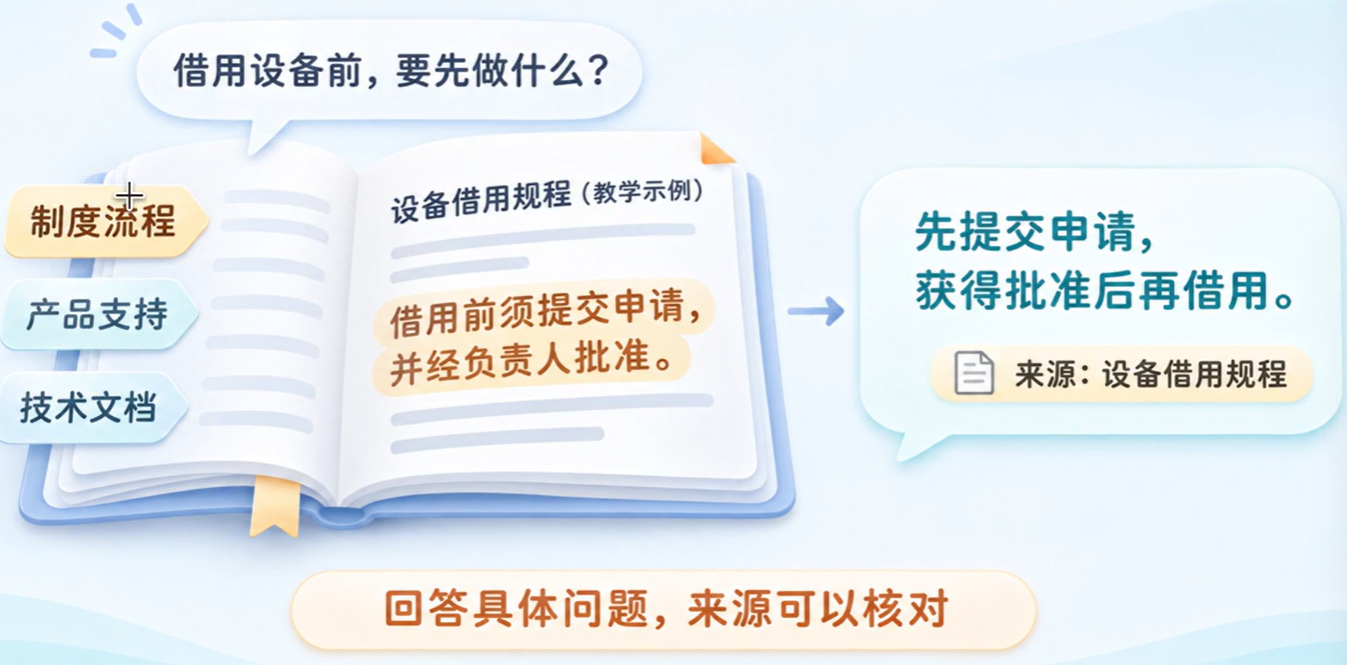 借用设备前，要先做什么？
制度流程
产品支持
技术文档
设备借用规程（教学示例）
借用前须提交申请，
并经负责人批准。
先提交申请，
获得批准后再借用。
来源：设备借用规程
回答具体问题，来源可以核对